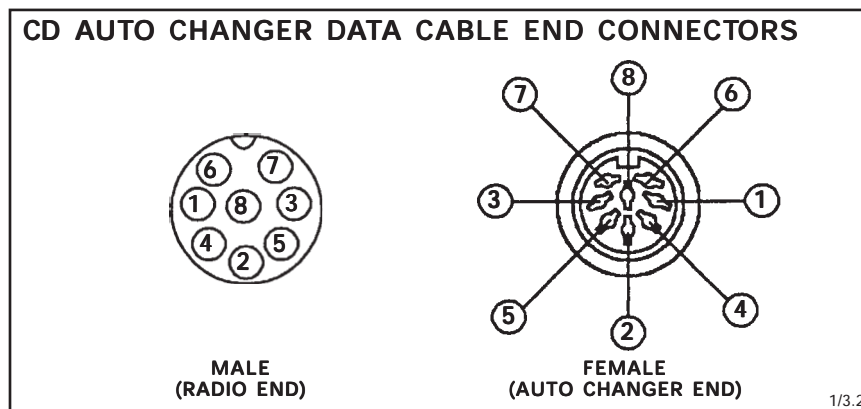 CD AUTO CHANGER DATA CABLE END CONNECTORS
8
7 6
6 7
1 8 3
3 1
4 5
2
5 4
2
MALE
(RADIO END)
FEMALE
(AUTO CHANGER END)
1/3.2